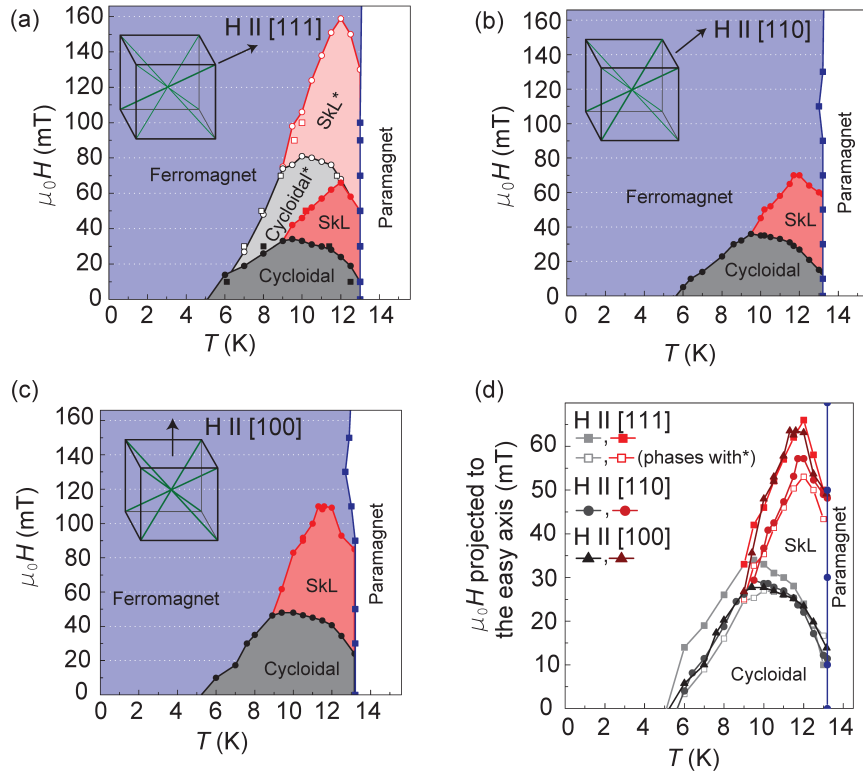 (a)
H II [111]
160
140
120
100
80
60
40
20
0
μ₀H (mT)
Ferromagnet
SkL*
Cycloidal*
SkL
Cycloidal
Paramagnet
0 2 4 6 8 10 12 14
T (K)
(b)
H II [110]
160
140
120
100
80
60
40
20
0
μ₀H (mT)
Ferromagnet
SkL
Cycloidal
Paramagnet
0 2 4 6 8 10 12 14
T (K)
(c)
H II [100]
160
140
120
100
80
60
40
20
0
μ₀H (mT)
Ferromagnet
SkL
Cycloidal
Paramagnet
0 2 4 6 8 10 12 14
T (K)
(d)
H II [111]
,
, (phases with*)
H II [110]
,
H II [100]
,
60
50
40
30
20
10
0
μ₀H projected to
the easy axis (mT)
SkL
Cycloidal
0 2 4 6 8 10 12 14
T (K)